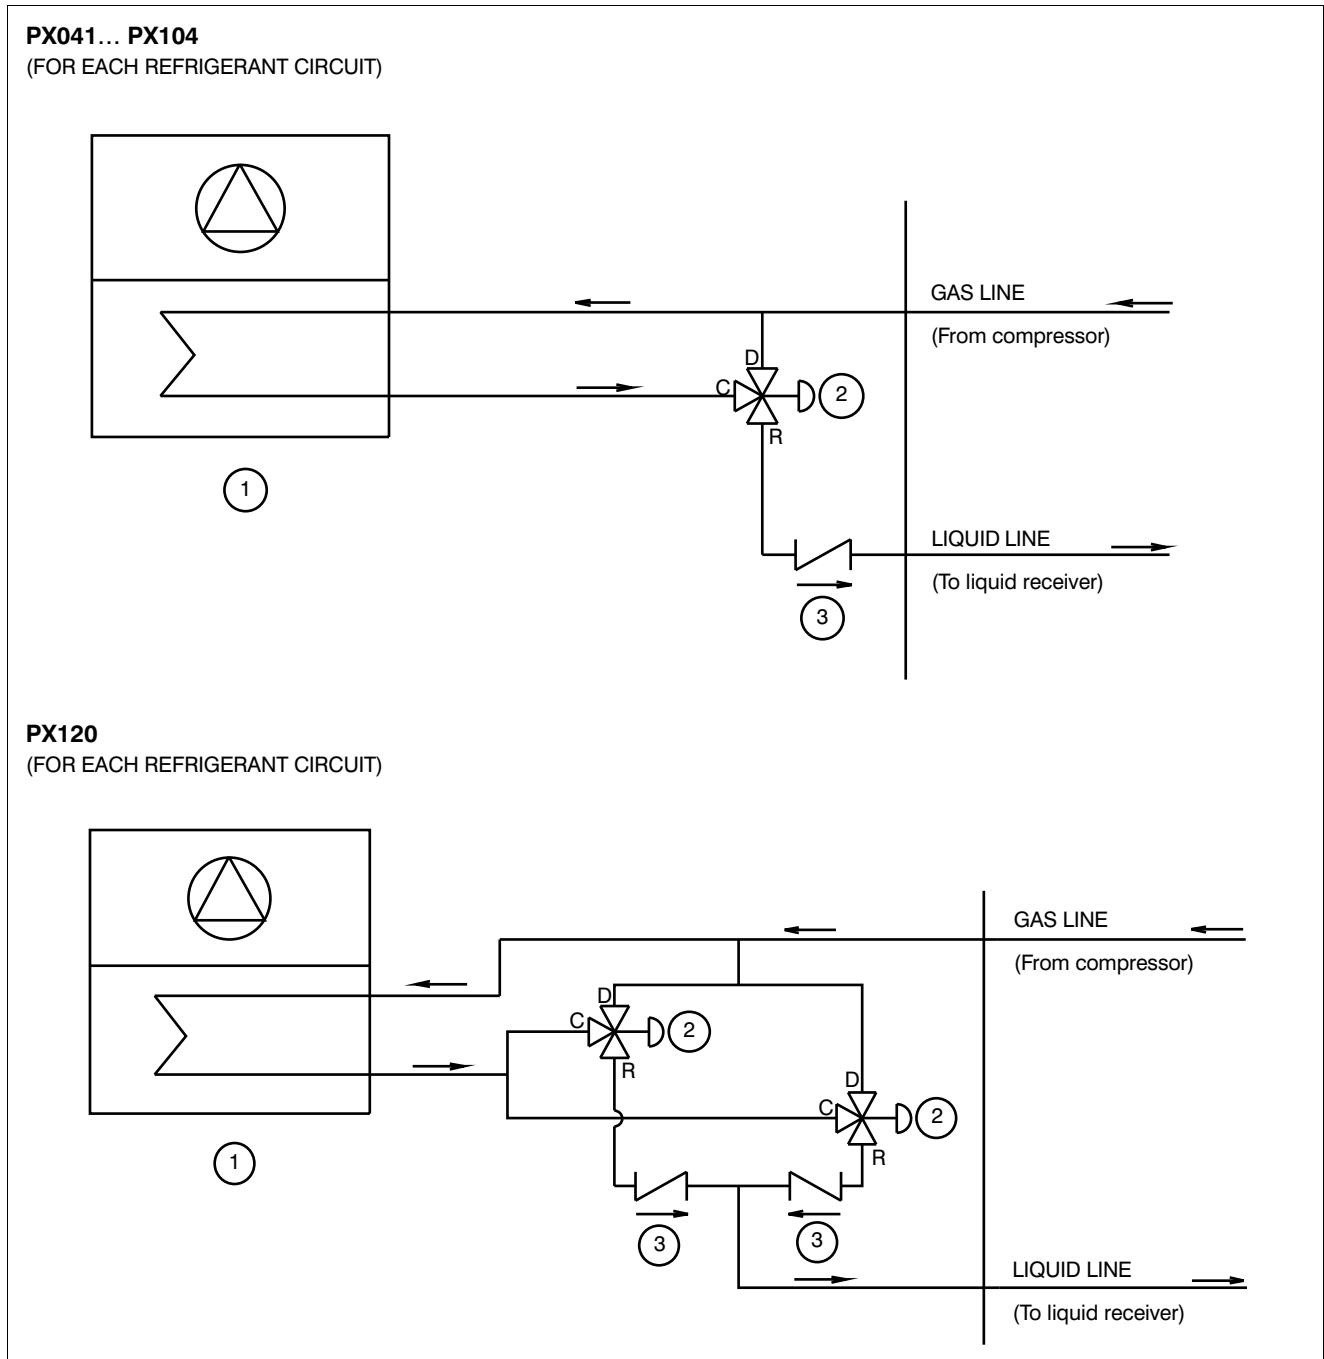 PX041... PX104
(FOR EACH REFRIGERANT CIRCUIT)
GAS LINE
(From compressor)
D
C
2
R
1
LIQUID LINE
(To liquid receiver)
3
PX120
(FOR EACH REFRIGERANT CIRCUIT)
GAS LINE
(From compressor)
D
C
2
R
D
C
2
R
1
3
3
LIQUID LINE
(To liquid receiver)